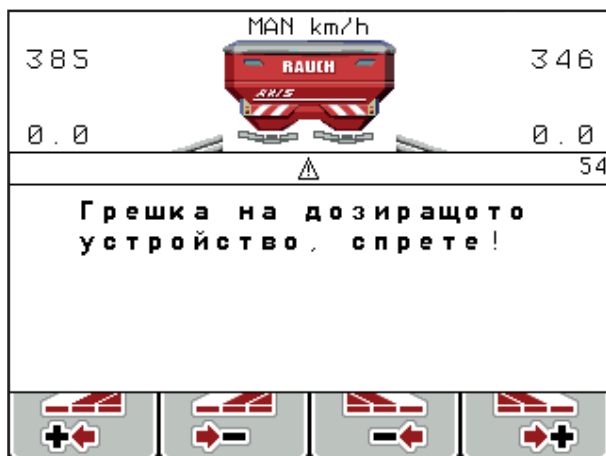 MAN km/h
385
346
RAUCH
AXIS
0.0
0.0
54
Грешка на дозиращото
устройство, спрете!